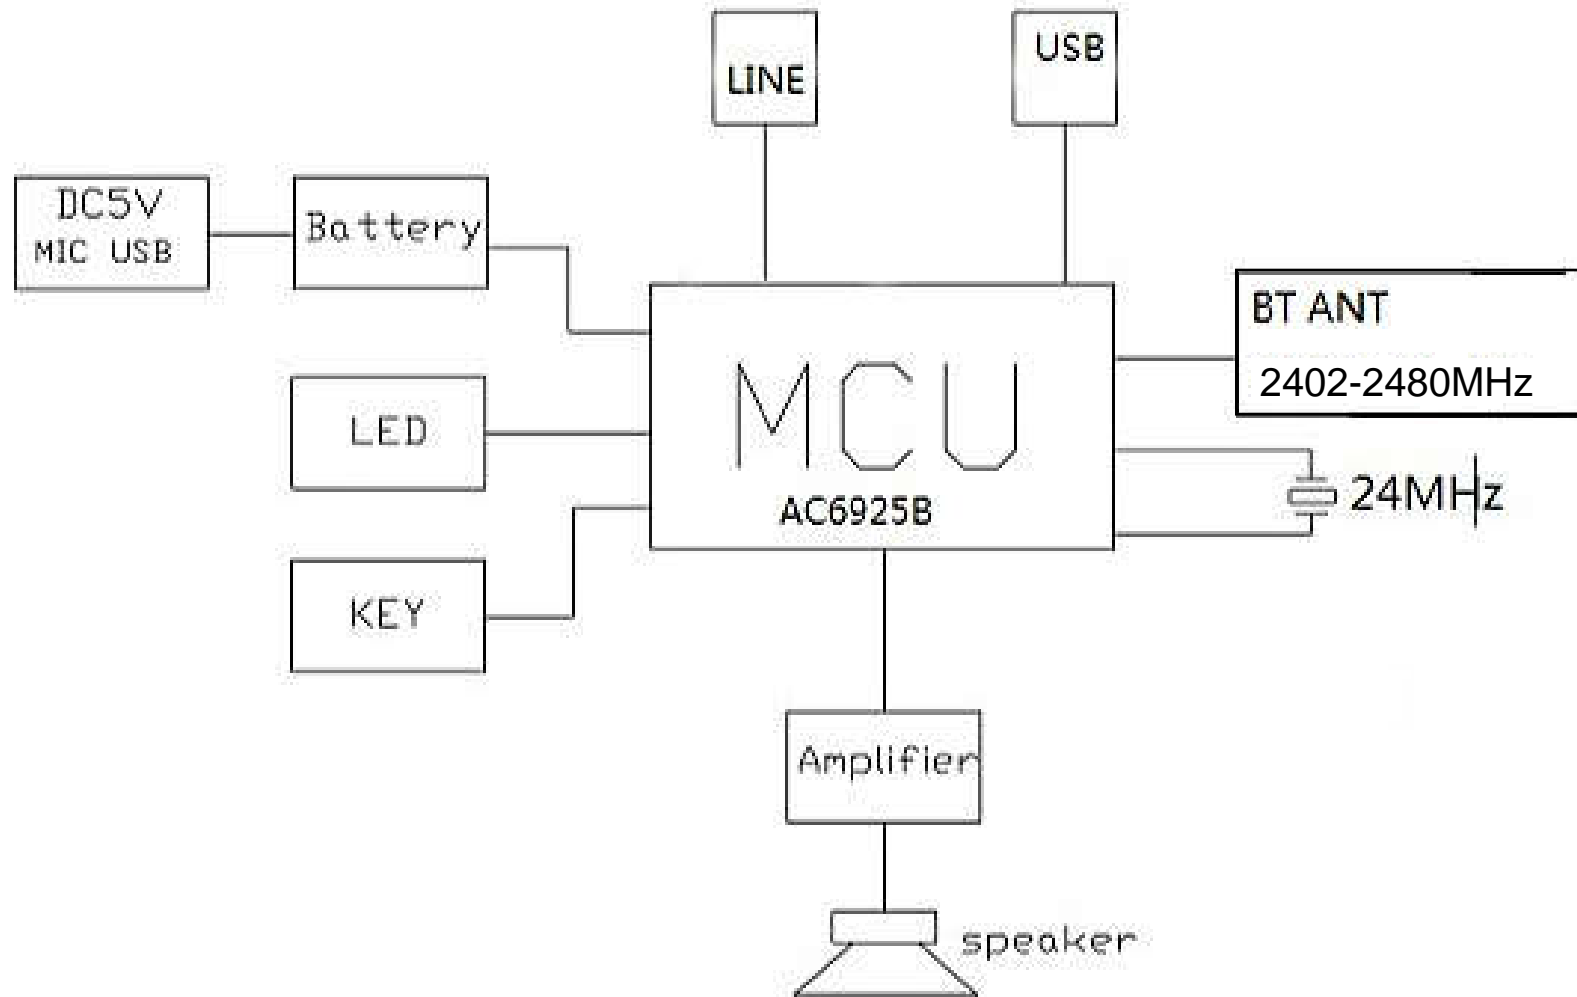 LINE
USB
DC5V
MIC USB
Battery
BT ANT
2402-2480MHz
MCU
AC6925B
LED
24MHz
KEY
Amplifier
speaker